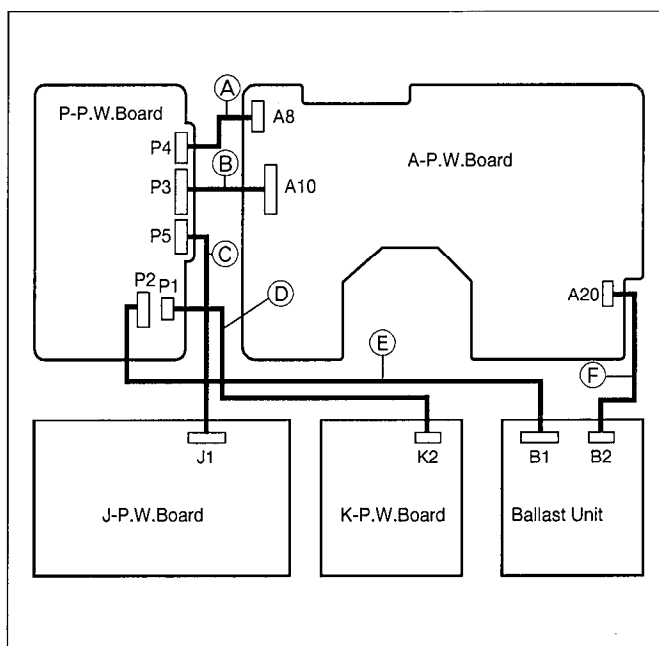 P-P.W.Board
A
A8
P4
A-P.W.Board
B
P3
A10
P5
C
P2
P1
D
A20
E
F
J1
K2
B1
B2
J-P.W.Board
K-P.W.Board
Ballast Unit